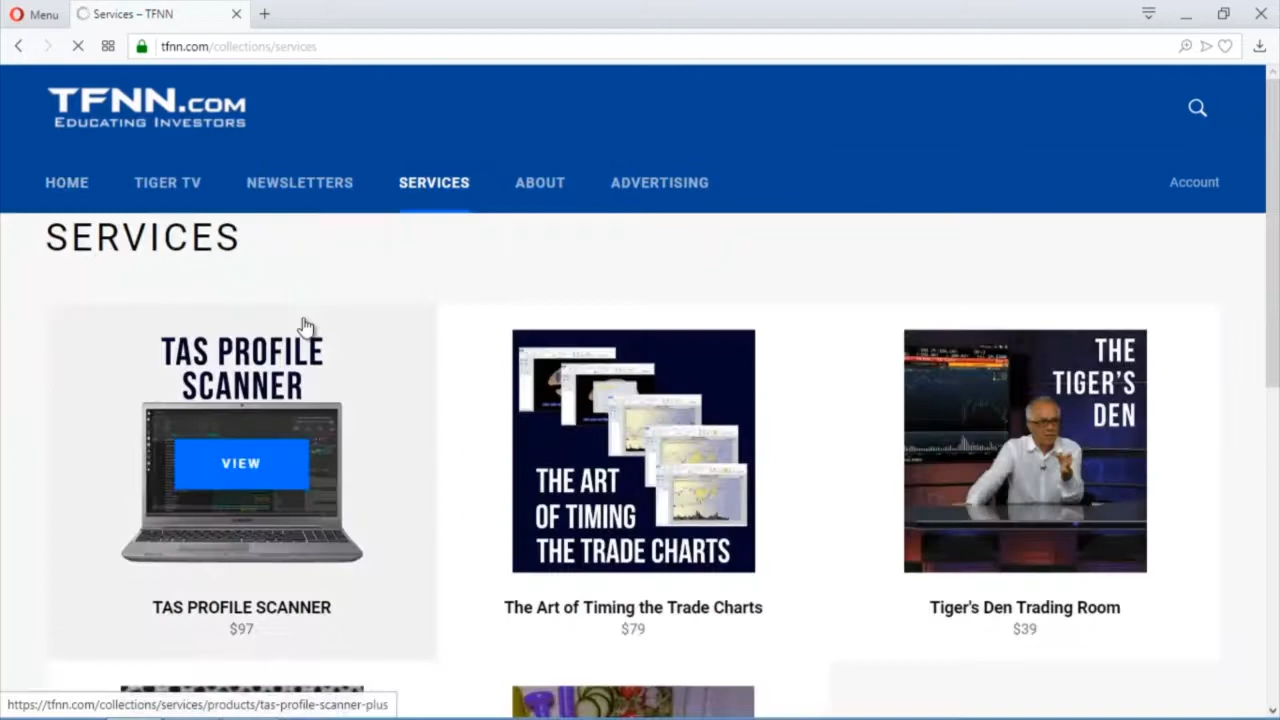 Menu
Services – TFNN
tfnn.com/collections/services
TFNN.COM
EDUCATING INVESTORS
HOME
TIGER TV
NEWSLETTERS
SERVICES
ABOUT
ADVERTISING
Account
SERVICES
TAS PROFILE
SCANNER
VIEW
TAS PROFILE SCANNER
$97
THE ART
OF TIMING
THE TRADE CHARTS
The Art of Timing the Trade Charts
$79
THE
TIGER'S
DEN
Tiger's Den Trading Room
$39
https://tfnn.com/collections/services/products/tas-profile-scanner-plus